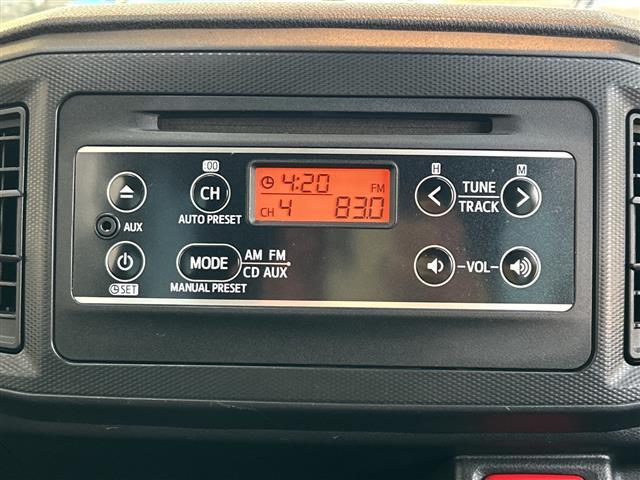 :00
CH
AUTO PRESET
4:20
FM
CH 4 83.0
H
M
TUNE
TRACK
AUX
SET
MODE
AM FM
CD AUX
MANUAL PRESET
-VOL-